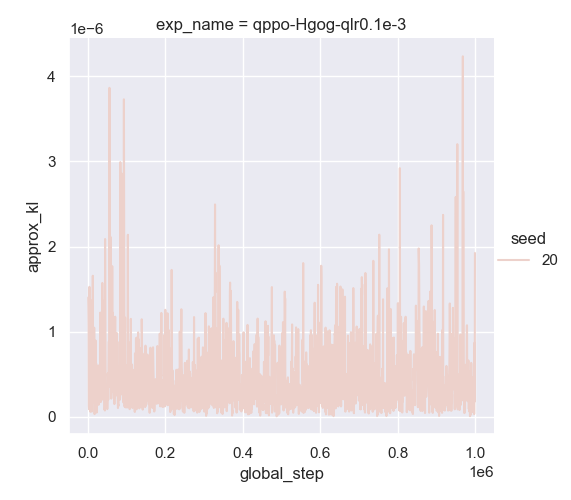 exp_name = qppo-Hgog-qlr0.1e-3
1e−6
4
3
2
1
0
approx_kl
0.0
0.2
0.4
0.6
0.8
1.0
1e6
global_step
seed
20